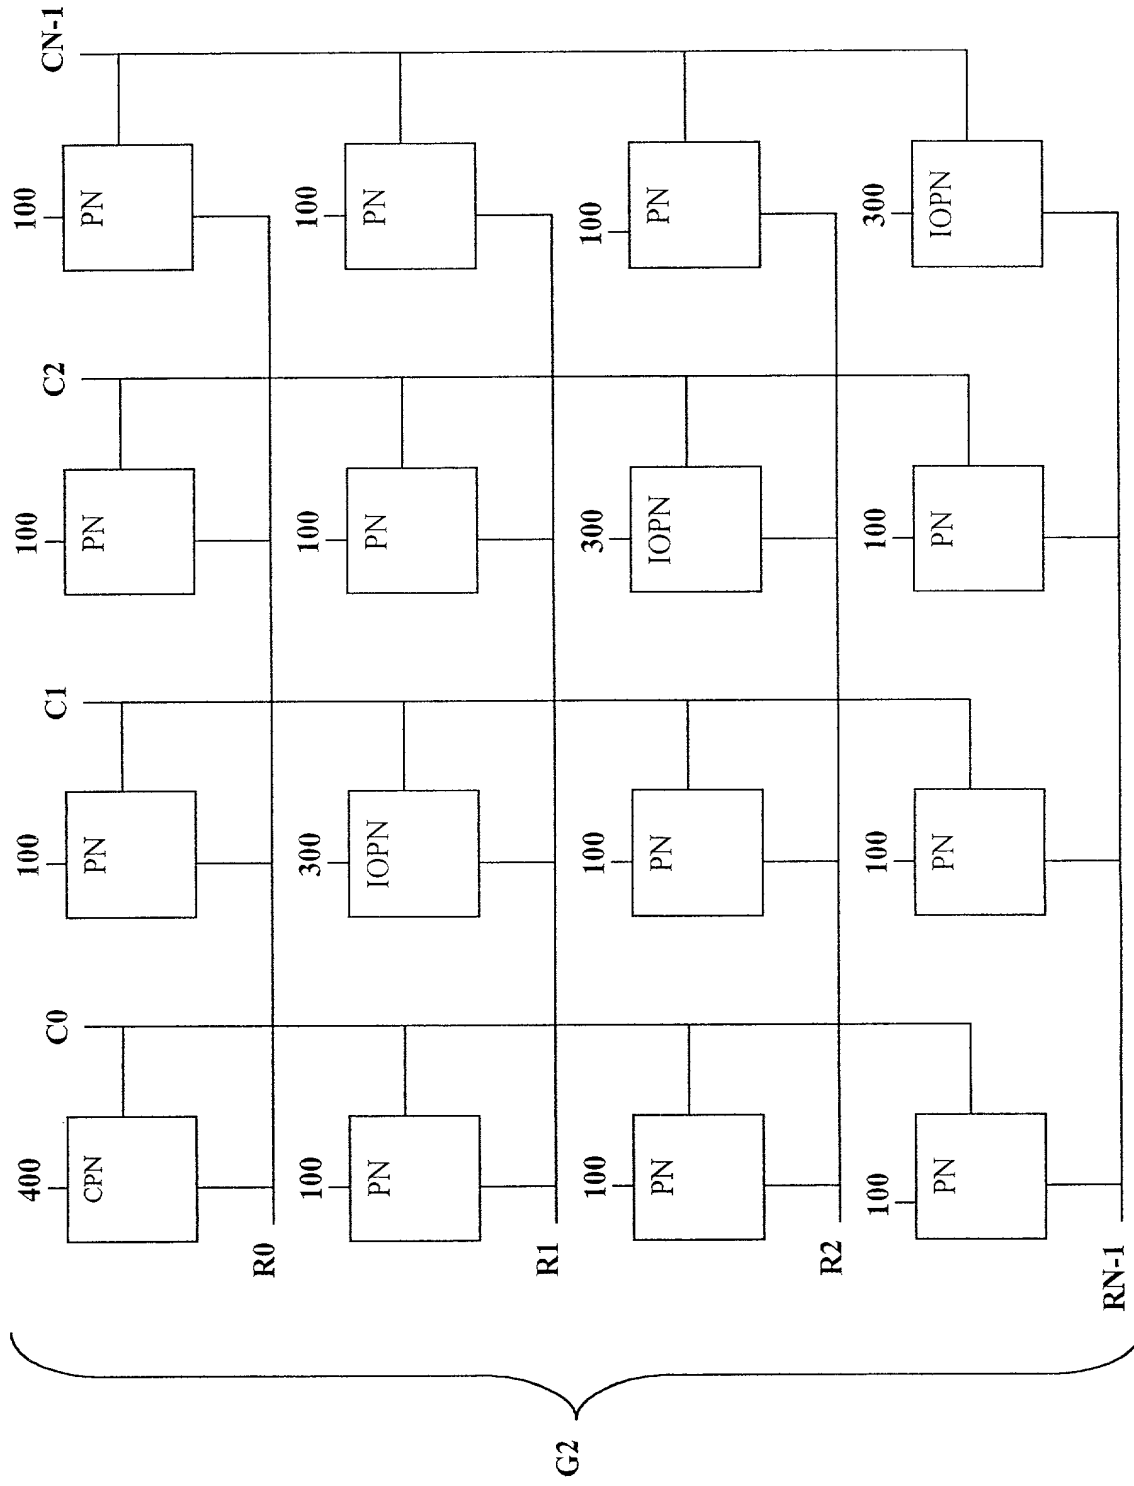 400 100 100 100
C0 C1 C2 CN-1
CPN PN PN PN
R0
100 300 100 100
PN IOPN PN PN
R1
G2
100 100 300 100
PN PN IOPN PN
R2
100 100 100 300
PN PN PN IOPN
RN-1